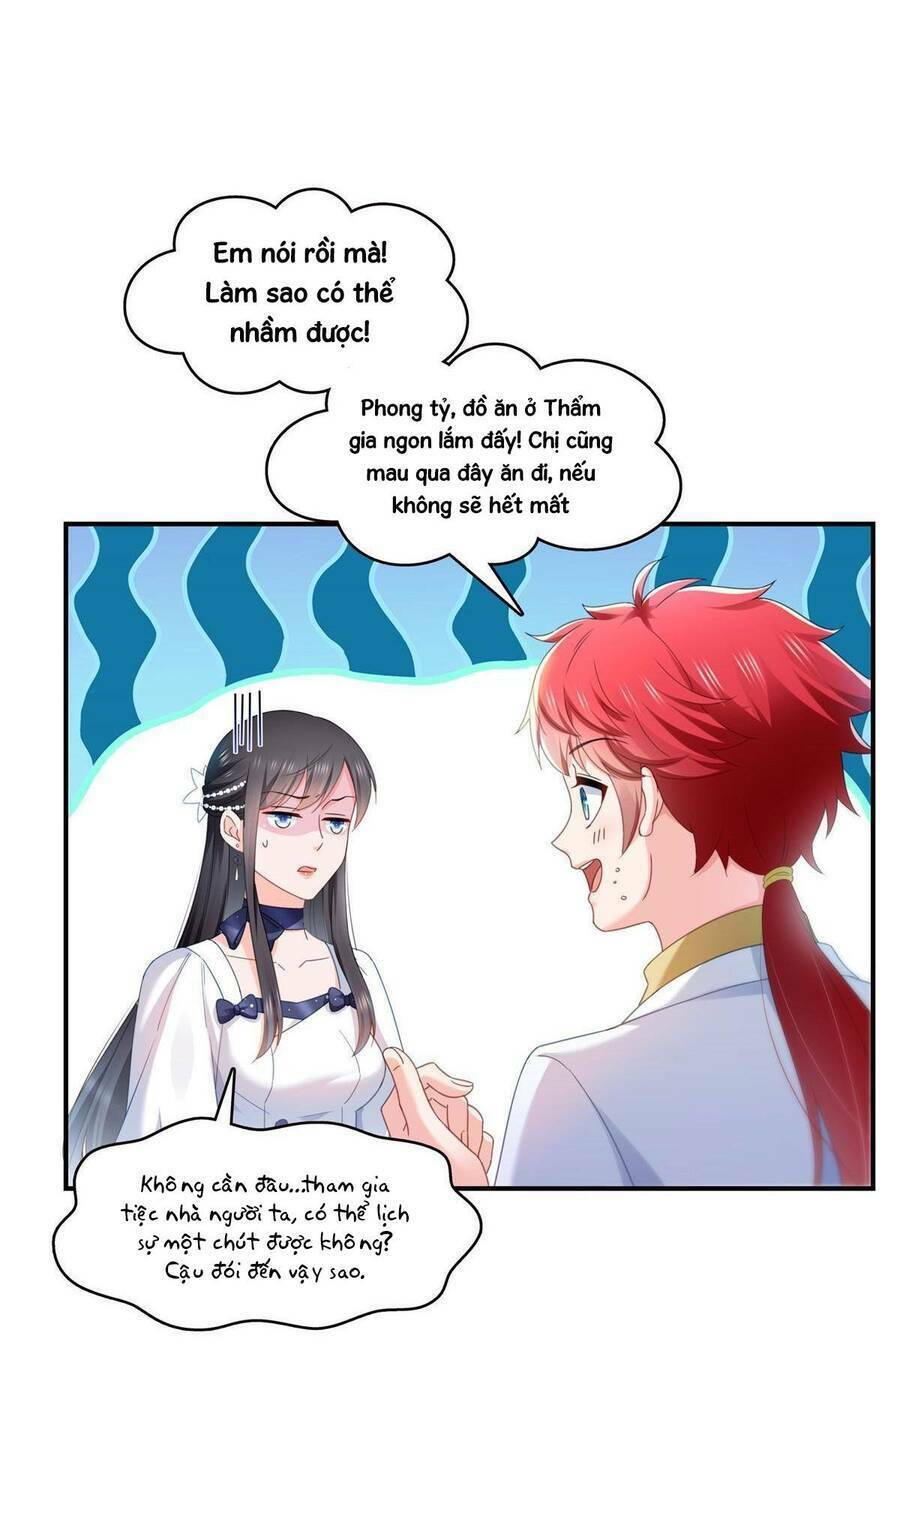 Em nói rồi mà!
Làm sao có thể
nhầm được!
Phong tỷ, đồ ăn ở Thẩm
gia ngon lắm đấy! Chị cũng
mau qua đây ăn đi, nếu
không sẽ hết mất
Không cần đâu...tham gia
tiệc nhà người ta, có thể lịch
sự một chút được không?
Cậu đói đến vậy sao.